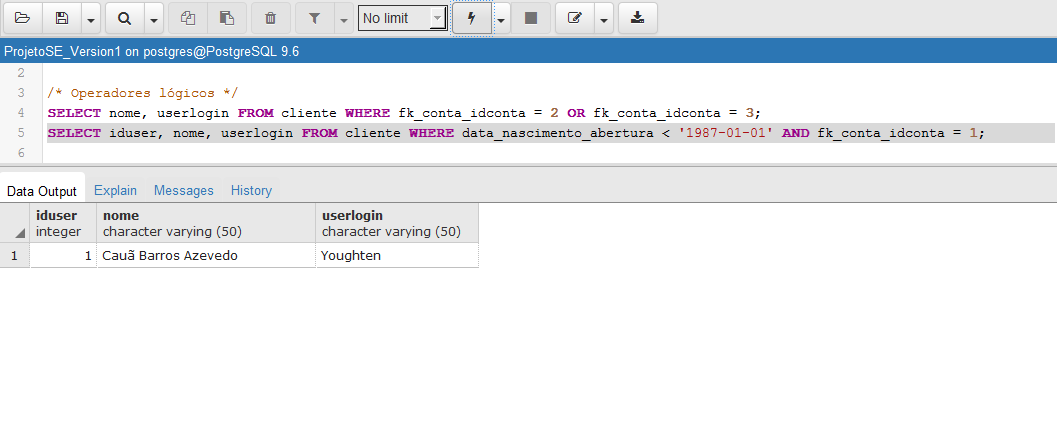 No limit
ProjetoSE_Version1 on postgres@PostgreSQL 9.6
2
3 /* Operadores lógicos */
4 SELECT nome, userlogin FROM cliente WHERE fk_conta_idconta = 2 OR fk_conta_idconta = 3;
5 SELECT iduser, nome, userlogin FROM cliente WHERE data_nascimento_abertura < '1987-01-01' AND fk_conta_idconta = 1;
6
Data Output Explain Messages History
iduser nome userlogin
integer character varying (50) character varying (50)
1 1 Cauã Barros Azevedo Youghten